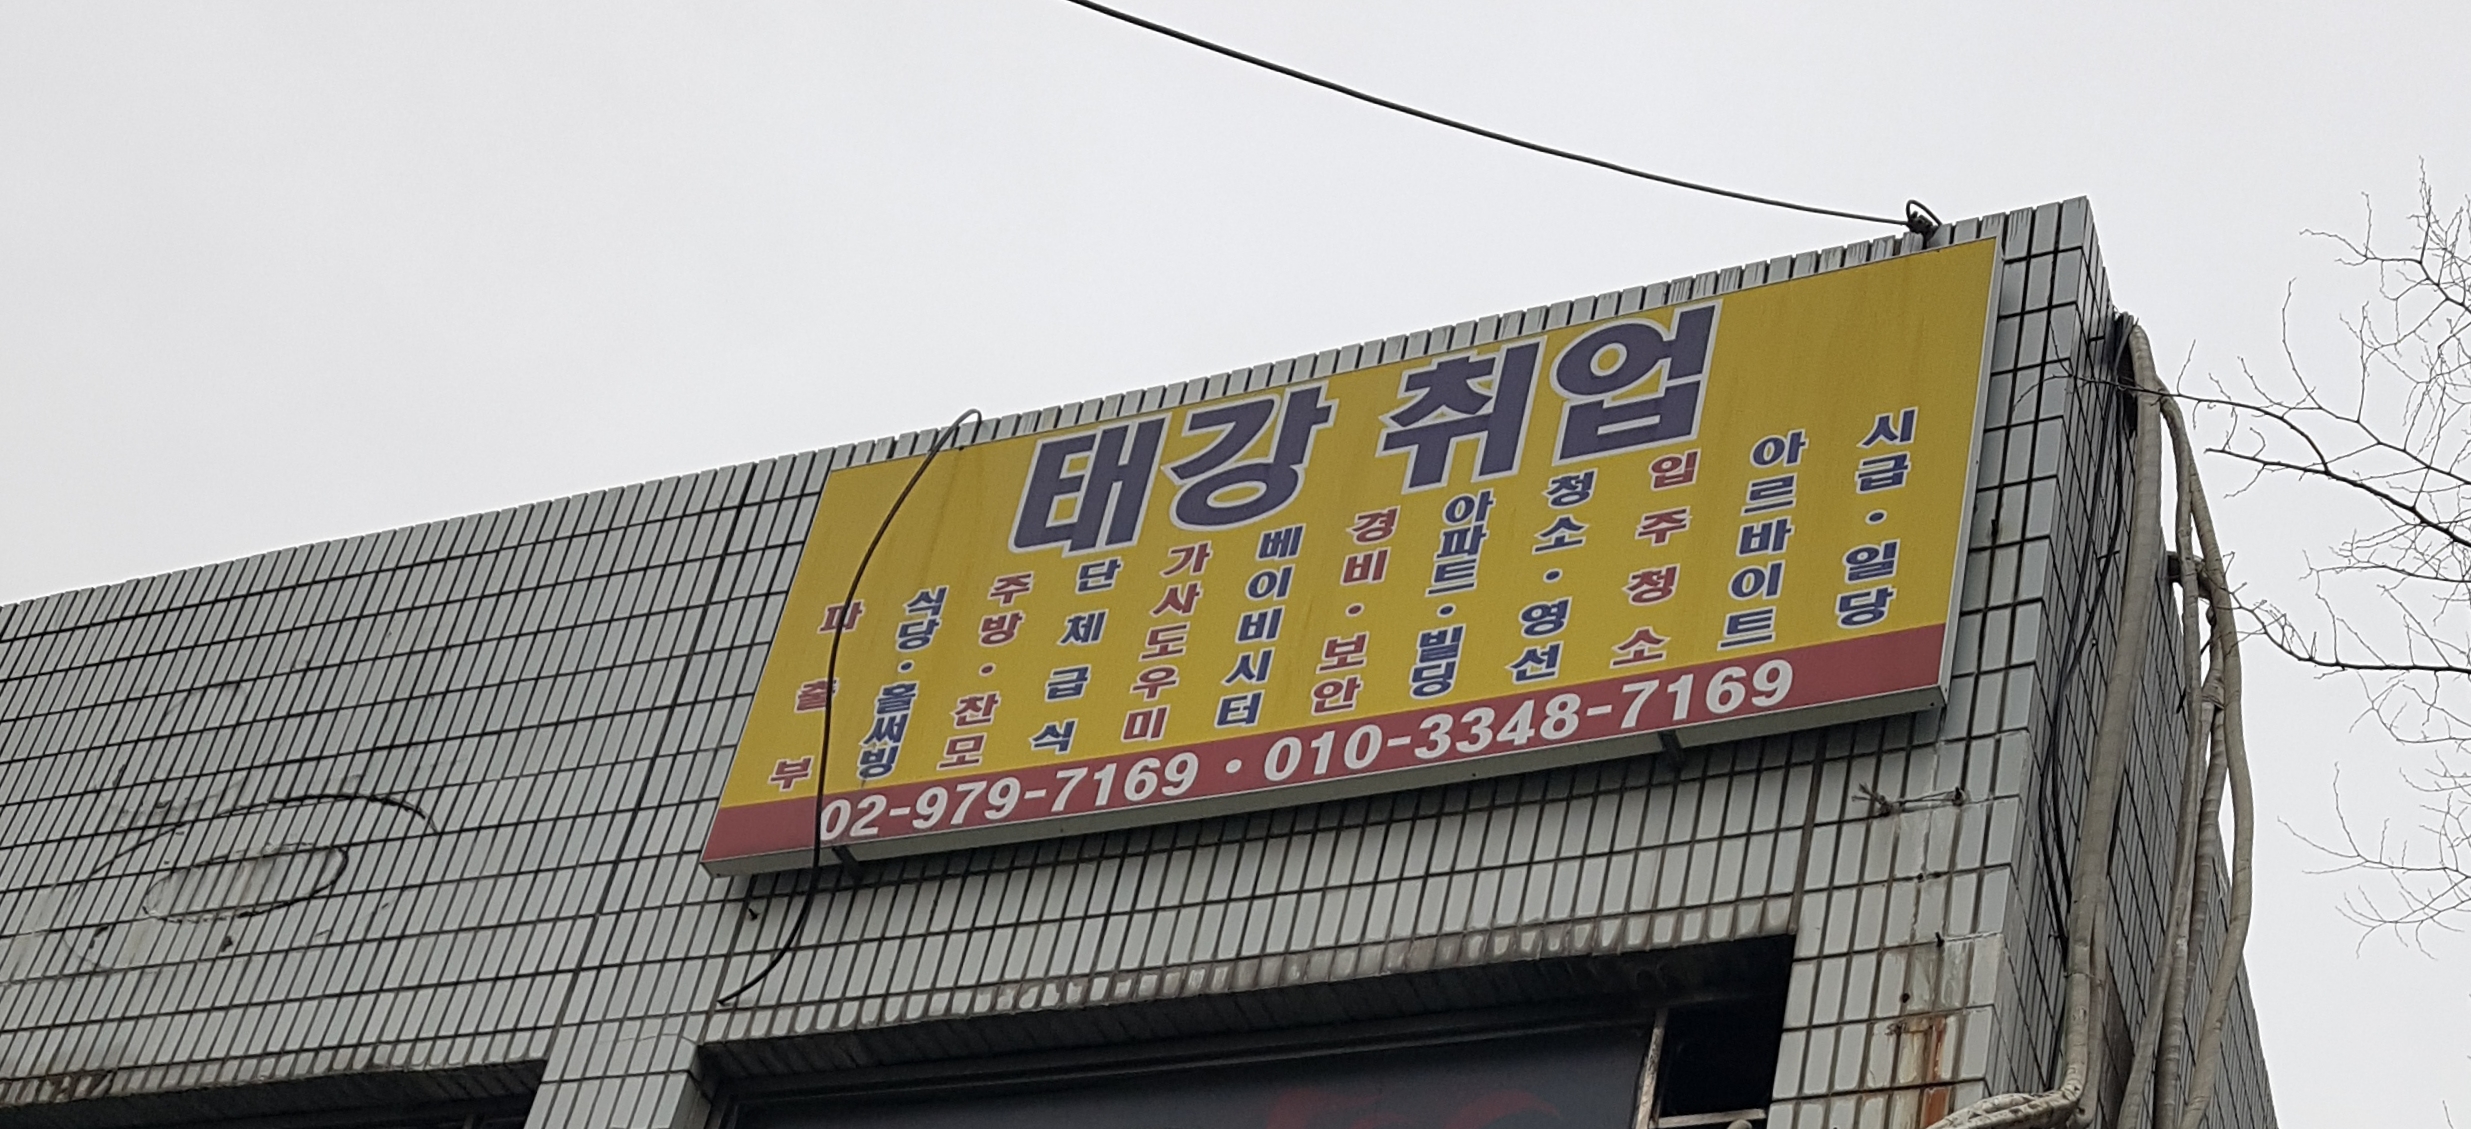 태강 취업
파출부
식당·홀써빙
주방·찬모
단체급식
가사도우미
베이비시터
경비·보안
아파트·빌딩
정소·영선
입주청소
아르바이트
시급·일당
02-979-7169·010-3348-7169